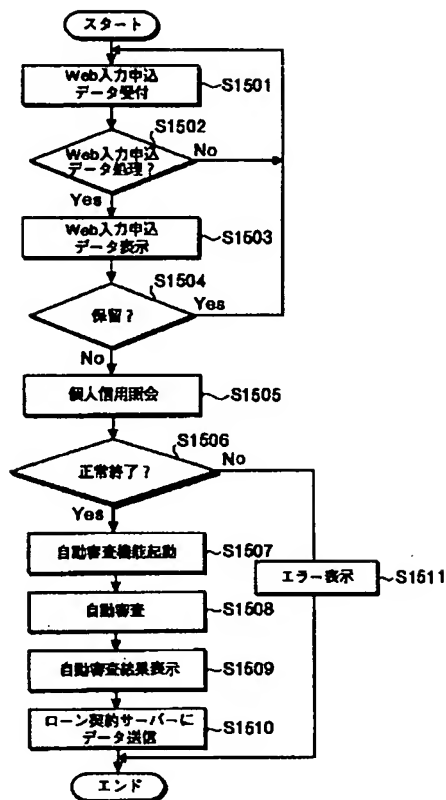 スタート
Web入力申込
データ受付
S1501
S1502
Web入力申込
データ処理？
No
Yes
Web入力申込
データ表示
S1503
S1504
保留？
Yes
No
個人信用照会
S1505
S1506
正常終了？
No
Yes
自動審査機能起動
S1507
エラー表示
S1511
自動審査
S1508
自動審査結果表示
S1509
ローン契約サーバーに
データ送信
S1510
エンド